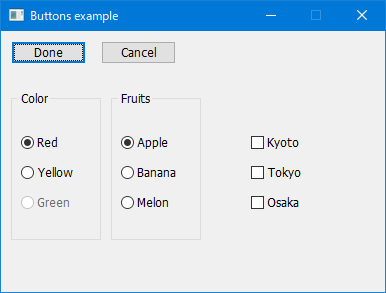 Buttons example
Done Cancel
Color Fruits
Red Apple Kyoto
Yellow Banana Tokyo
Green Melon Osaka